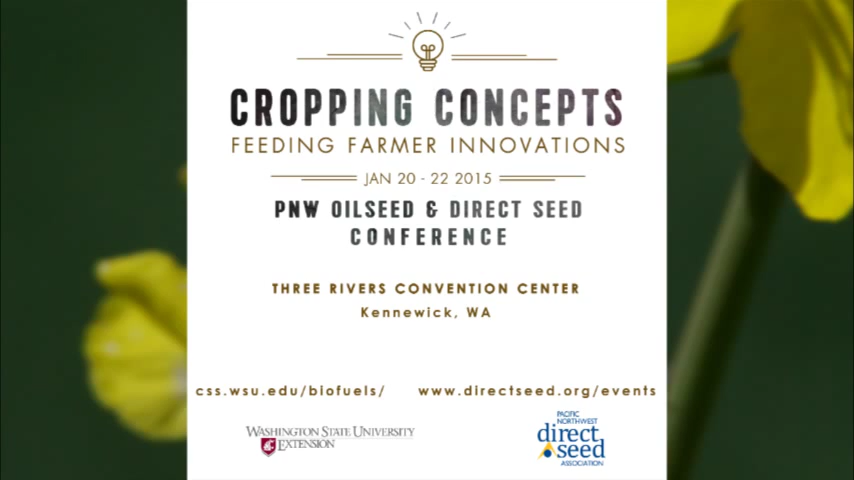 CROPPING CONCEPTS
FEEDING FARMER INNOVATIONS
JAN 20 - 22 2015
PNW OILSEED & DIRECT SEED
CONFERENCE
THREE RIVERS CONVENTION CENTER
Kennewick, WA
css.wsu.edu/biofuels/ www.directseed.org/events
WASHINGTON STATE UNIVERSITY
EXTENSION
PACIFIC
NORTHWEST
direct
seed
ASSOCIATION